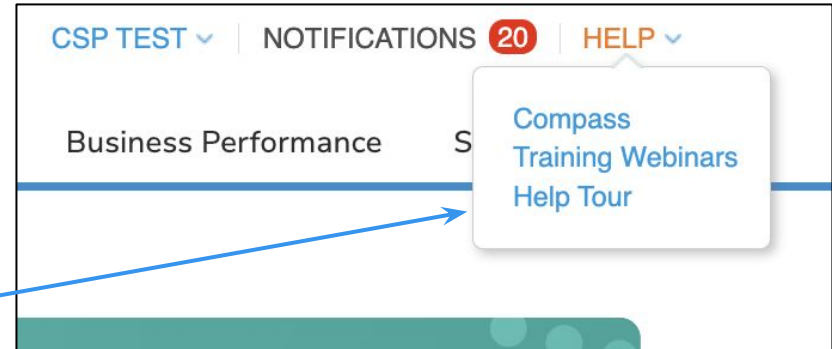 CSP TEST NOTIFICATIONS 20 HELP
Business Performance S
Compass
Training Webinars
Help Tour